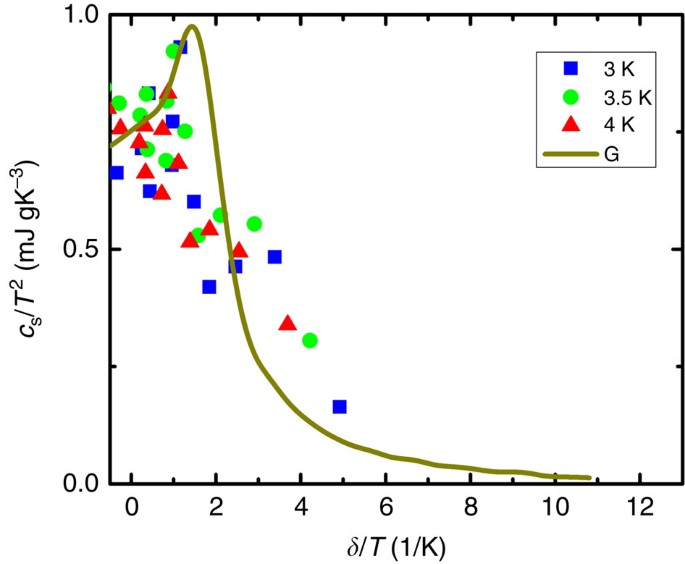 1.0
0.5
0.0
0
2
4
6
8
10
12
c_s/T^2 (mJ gK^−3)
δ/T (1/K)
3 K
3.5 K
4 K
G